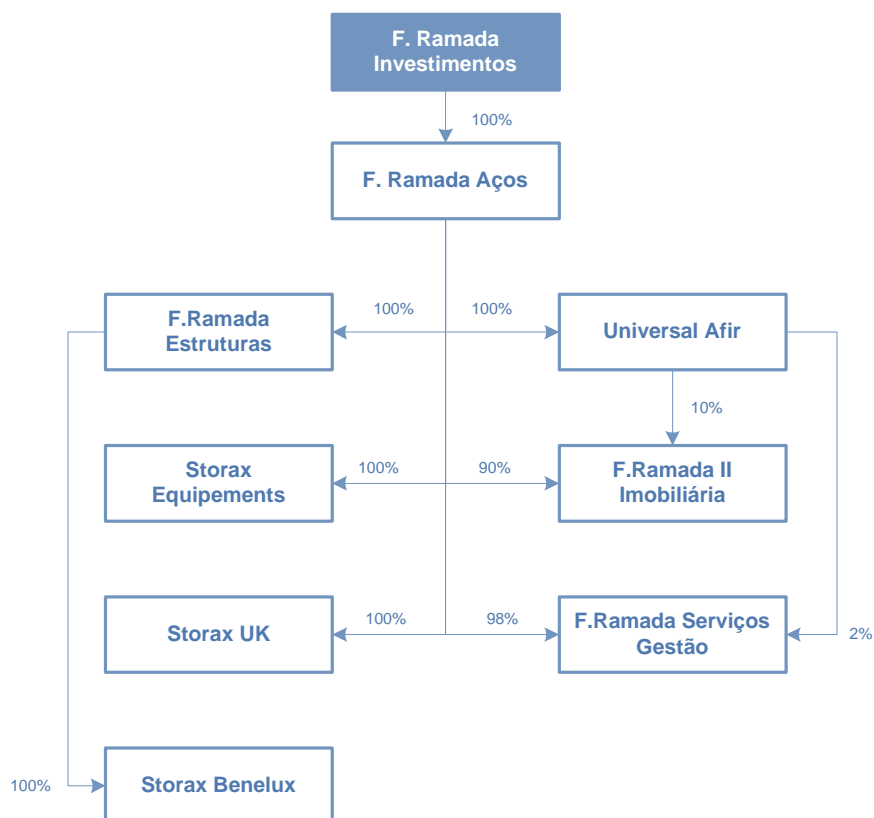 F. Ramada
Investimentos
100%
F. Ramada Aços
F.Ramada
Estruturas
100%
100%
Universal Afir
10%
Storax
Equipements
100%
90%
F.Ramada II
Imobiliária
Storax UK
100%
98%
F.Ramada Serviços
Gestão
2%
100%
Storax Benelux